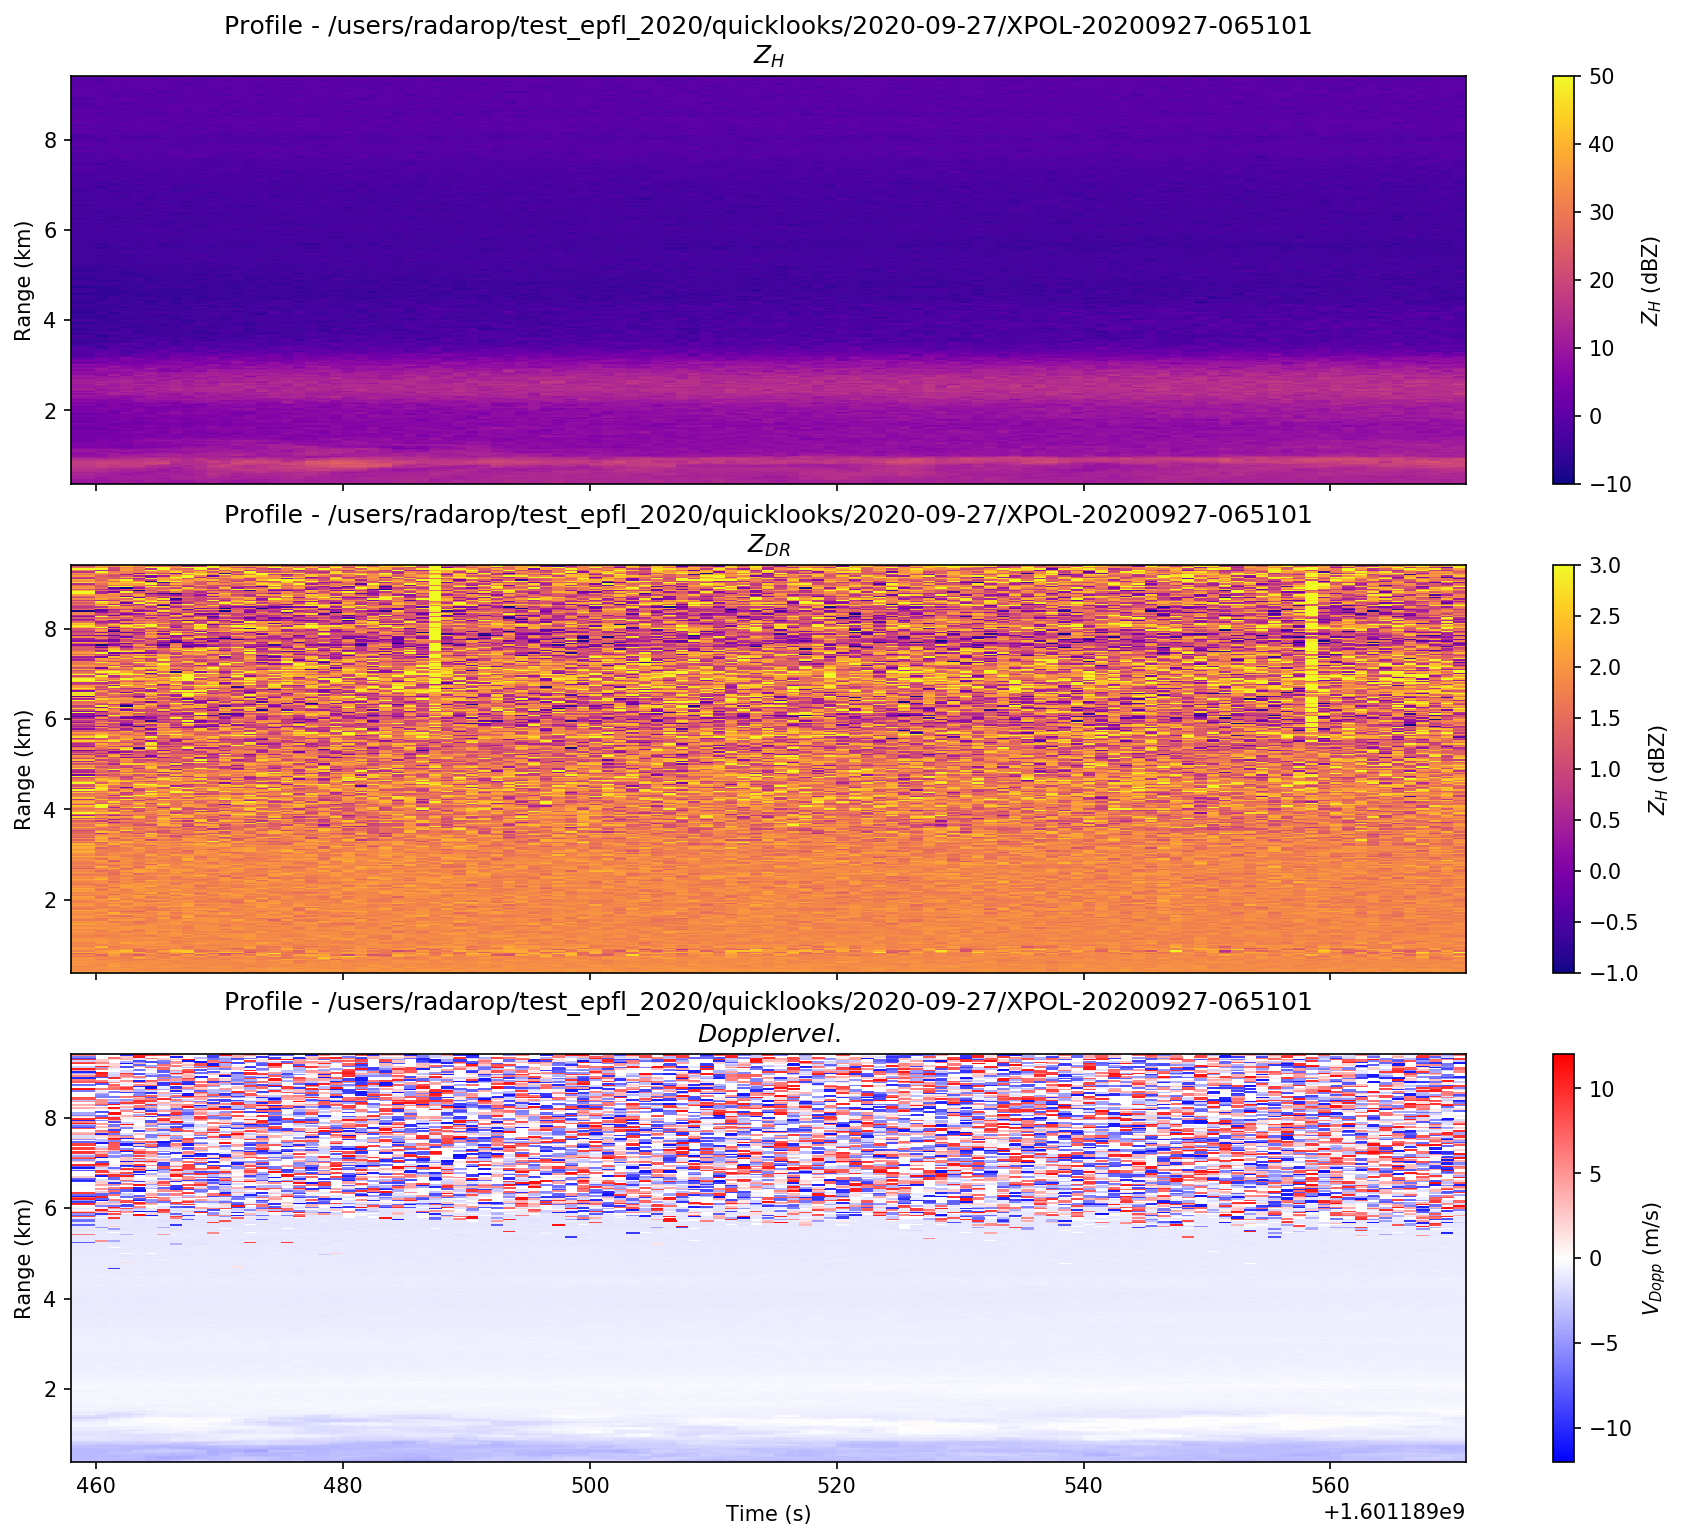 Profile - /users/radarop/test_epfl_2020/quicklooks/2020-09-27/XPOL-20200927-065101
Z_H
8
6
4
2
Range (km)
50
40
30
20
10
0
−10
Z_H (dBZ)
Profile - /users/radarop/test_epfl_2020/quicklooks/2020-09-27/XPOL-20200927-065101
Z_DR
8
6
4
2
Range (km)
3.0
2.5
2.0
1.5
1.0
0.5
0.0
−0.5
−1.0
Z_H (dBZ)
Profile - /users/radarop/test_epfl_2020/quicklooks/2020-09-27/XPOL-20200927-065101
Dopplervel.
8
6
4
2
Range (km)
10
5
0
−5
−10
V_Dopp (m/s)
460 480 500 520 540 560
Time (s)
+1.601189e9